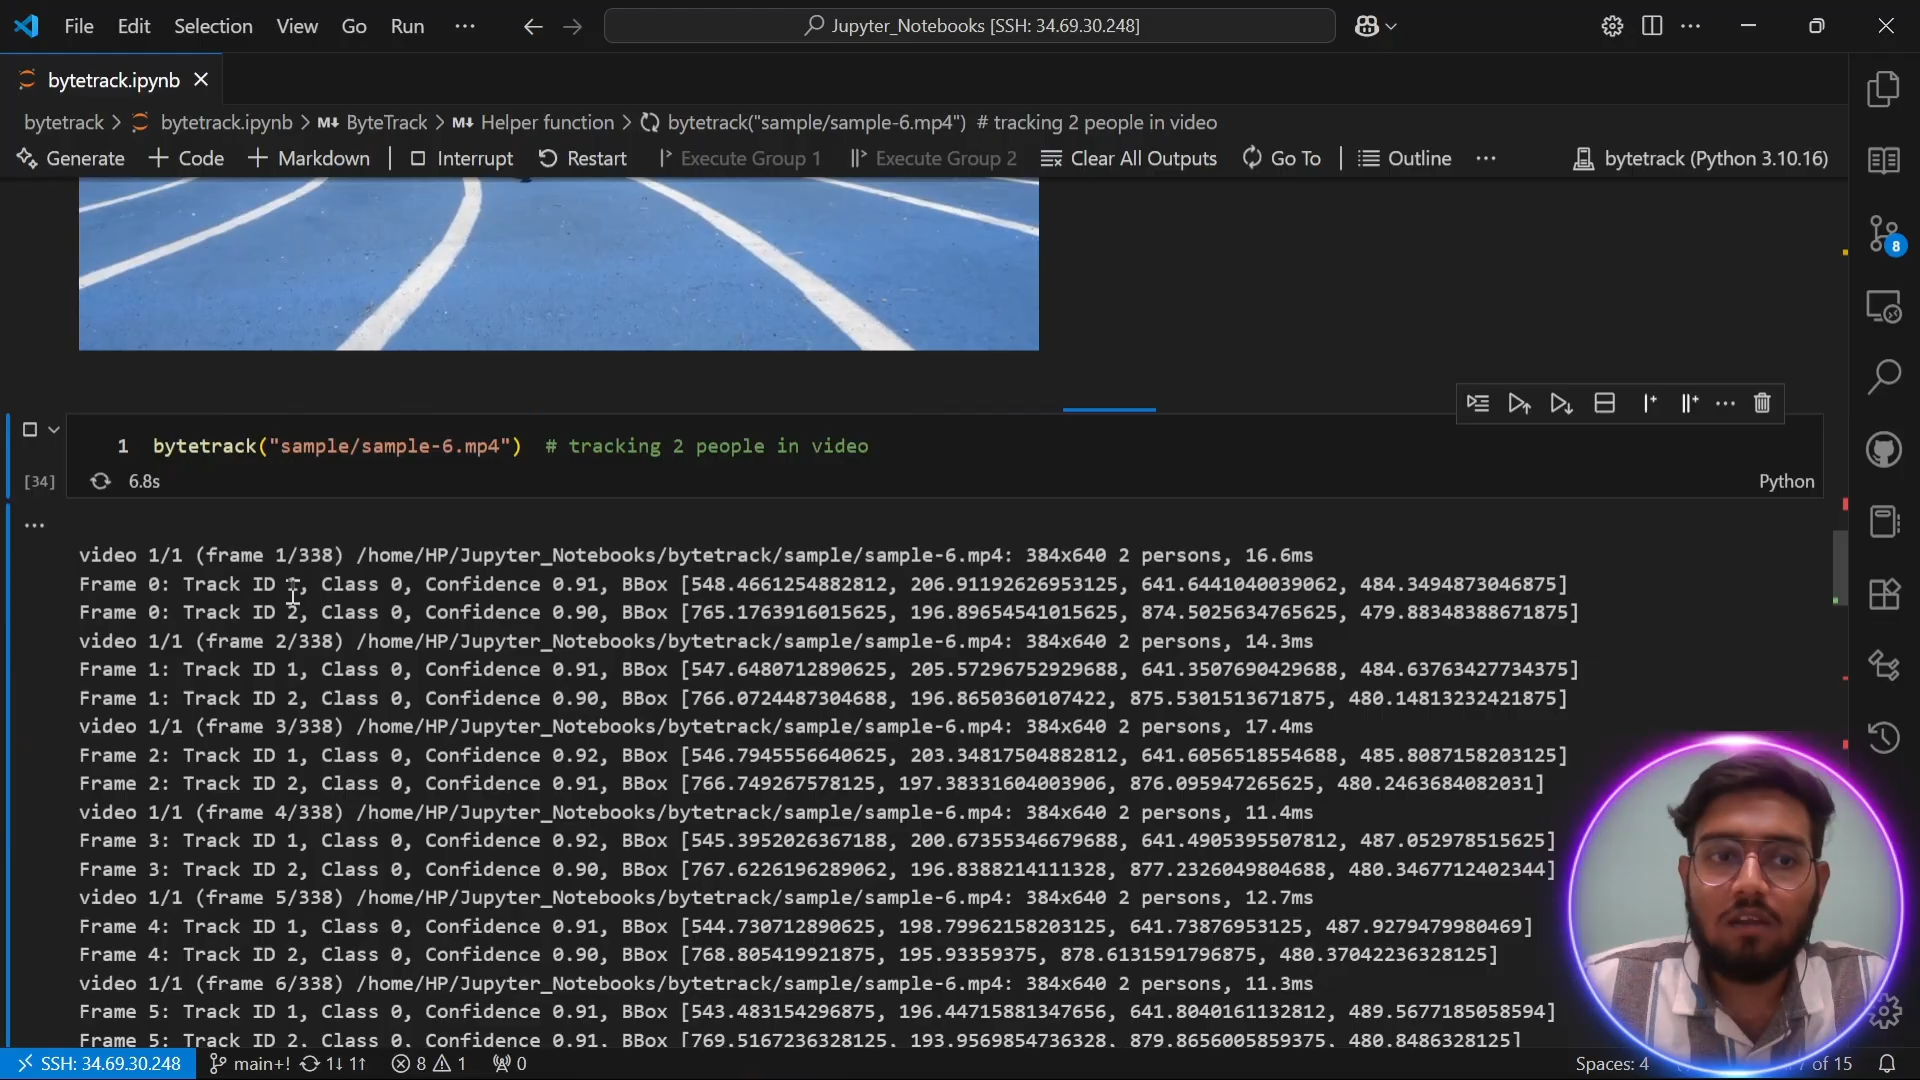 File Edit Selection View Go Run ··· Jupyter_Notebooks [SSH: 34.69.30.248]
bytetrack.ipynb
bytetrack > bytetrack.ipynb > M↓ ByteTrack > M↓ Helper function > bytetrack("sample/sample-6.mp4") # tracking 2 people in video
Generate + Code + Markdown | Interrupt Restart Execute Group 1 Execute Group 2 Clear All Outputs Go To | Outline ··· bytetrack (Python 3.10.16)
8
1 bytetrack("sample/sample-6.mp4") # tracking 2 people in video
[34] 6.8s Python
...
video 1/1 (frame 1/338) /home/HP/Jupyter_Notebooks/bytetrack/sample/sample-6.mp4: 384x640 2 persons, 16.6ms
Frame 0: Track ID 1, Class 0, Confidence 0.91, BBox [548.4661254882812, 206.91192626953125, 641.6441040039062, 484.3494873046875]
Frame 0: Track ID 2, Class 0, Confidence 0.90, BBox [765.1763916015625, 196.89654541015625, 874.5025634765625, 479.88348388671875]
video 1/1 (frame 2/338) /home/HP/Jupyter_Notebooks/bytetrack/sample/sample-6.mp4: 384x640 2 persons, 14.3ms
Frame 1: Track ID 1, Class 0, Confidence 0.91, BBox [547.6480712890625, 205.57296752929688, 641.3507690429688, 484.63763427734375]
Frame 1: Track ID 2, Class 0, Confidence 0.90, BBox [766.0724487304688, 196.8650360107422, 875.5301513671875, 480.14813232421875]
video 1/1 (frame 3/338) /home/HP/Jupyter_Notebooks/bytetrack/sample/sample-6.mp4: 384x640 2 persons, 17.4ms
Frame 2: Track ID 1, Class 0, Confidence 0.92, BBox [546.7945556640625, 203.34817504882812, 641.6056518554688, 485.8087158203125]
Frame 2: Track ID 2, Class 0, Confidence 0.91, BBox [766.749267578125, 197.38331604003906, 876.095947265625, 480.2463684082031]
video 1/1 (frame 4/338) /home/HP/Jupyter_Notebooks/bytetrack/sample/sample-6.mp4: 384x640 2 persons, 11.4ms
Frame 3: Track ID 1, Class 0, Confidence 0.92, BBox [545.3952026367188, 200.67355346679688, 641.4905395507812, 487.052978515625]
Frame 3: Track ID 2, Class 0, Confidence 0.90, BBox [767.6226196289062, 196.8388214111328, 877.2326049804688, 480.3467712402344]
video 1/1 (frame 5/338) /home/HP/Jupyter_Notebooks/bytetrack/sample/sample-6.mp4: 384x640 2 persons, 12.7ms
Frame 4: Track ID 1, Class 0, Confidence 0.91, BBox [544.730712890625, 198.79962158203125, 641.73876953125, 487.9279479980469]
Frame 4: Track ID 2, Class 0, Confidence 0.90, BBox [768.805419921875, 195.93359375, 878.6131591796875, 480.37042236328125]
video 1/1 (frame 6/338) /home/HP/Jupyter_Notebooks/bytetrack/sample/sample-6.mp4: 384x640 2 persons, 11.3ms
Frame 5: Track ID 1, Class 0, Confidence 0.91, BBox [543.483154296875, 196.44715881347656, 641.8040161132812, 489.5677185058594]
Frame 5: Track ID 2, Class 0, Confidence 0.91, BBox [769.5167236328125, 193.9569854736328, 879.8656005859375, 480.8486328125]
SSH: 34.69.30.248 main+! 1↓ 1↑ 8 1 0 Spaces: 4 of 15